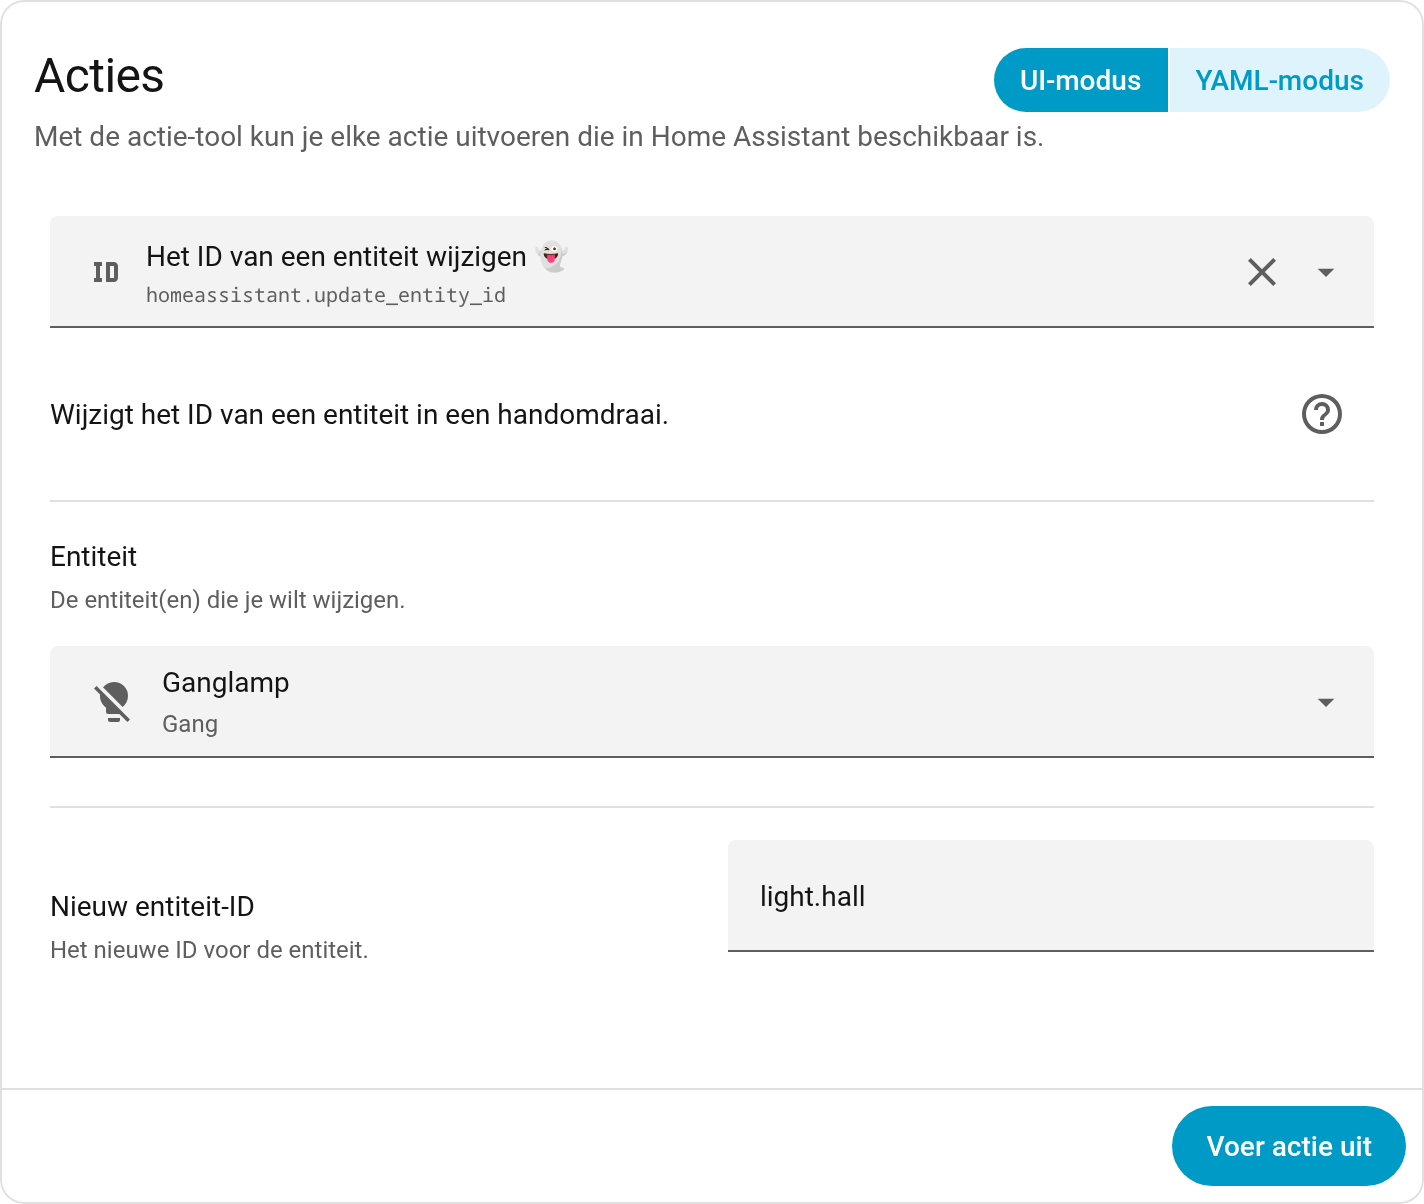 Acties
UI-modus
YAML-modus
Met de actie-tool kun je elke actie uitvoeren die in Home Assistant beschikbaar is.
ID
Het ID van een entiteit wijzigen 👻
homeassistant.update_entity_id
Wijzigt het ID van een entiteit in een handomdraai.
Entiteit
De entiteit(en) die je wilt wijzigen.
Ganglamp
Gang
Nieuw entiteit-ID
Het nieuwe ID voor de entiteit.
light.hall
Voer actie uit